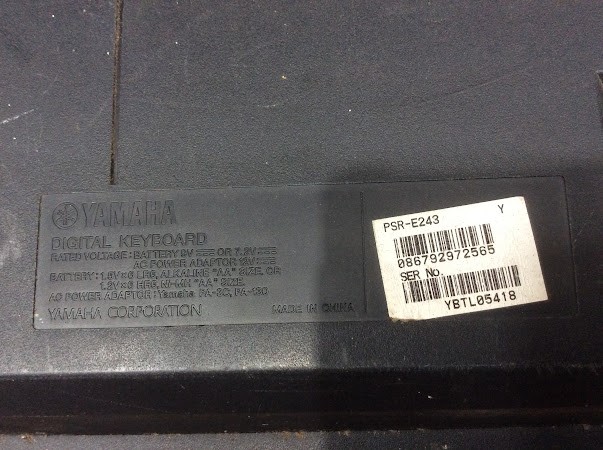 YAMAHA
DIGITAL KEYBOARD
RATED VOLTAGE : BATTERY 9V ⎓ OR 7.2V ⎓
AC POWER ADAPTOR 12V ⎓
BATTERY : 1.5V×6 LR6, ALKALINE "AA" SIZE, OR
1.2V×6 HR6, Ni-MH "AA" SIZE
AC POWER ADAPTOR : Yamaha PA-3C, PA-130
YAMAHA CORPORATION MADE IN CHINA
PSR-E243 Y
086792972565
SER No.
YBTL05418